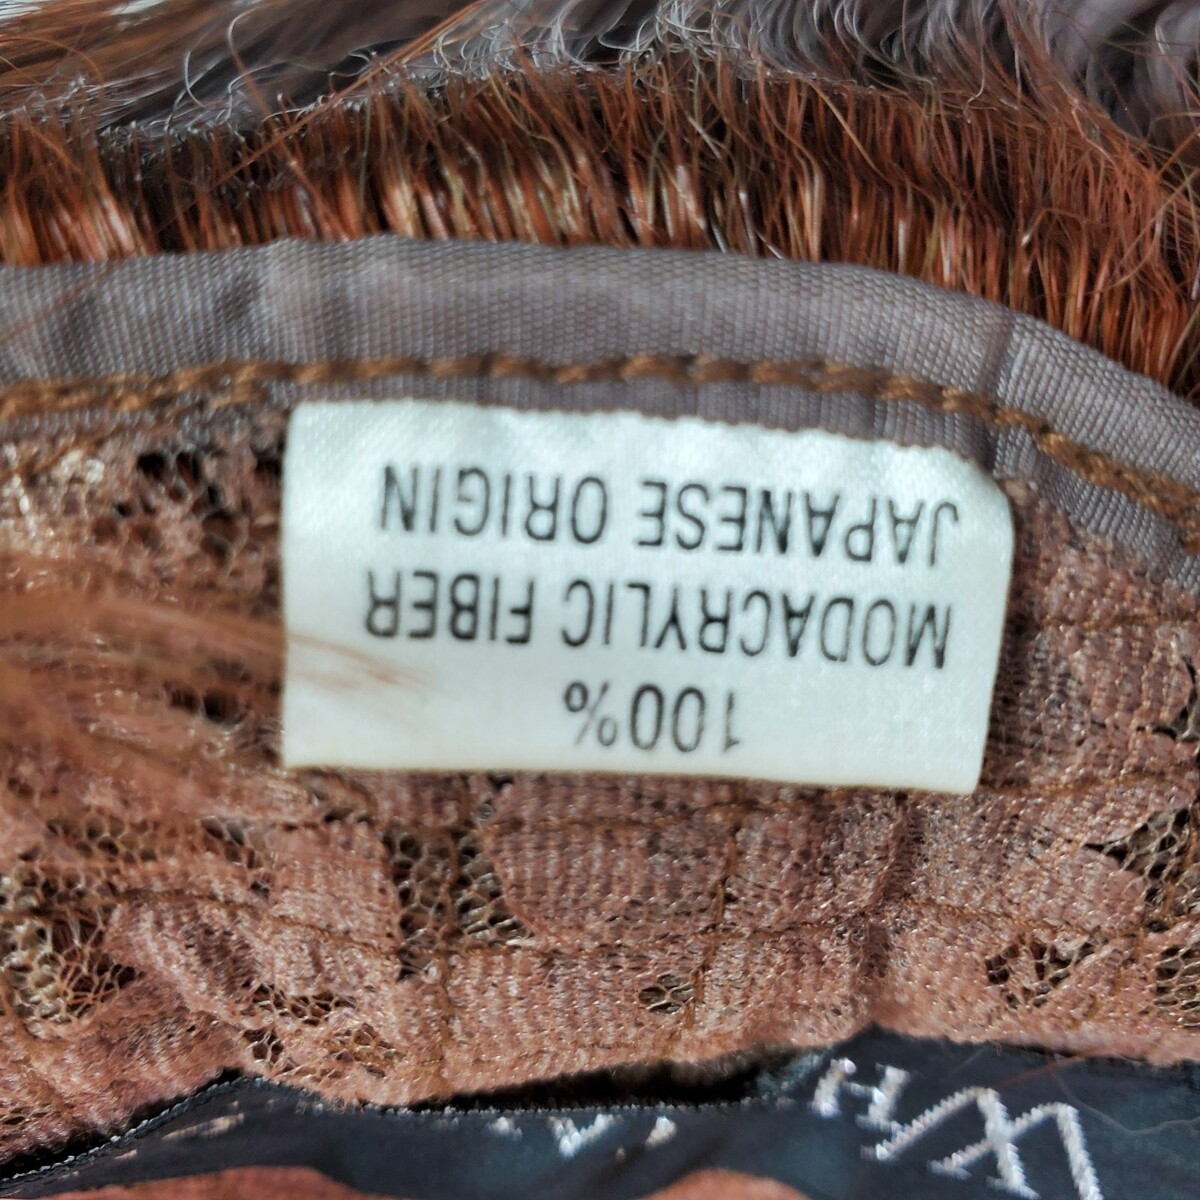 100%
MODACRYLIC FIBER
JAPANESE ORIGIN